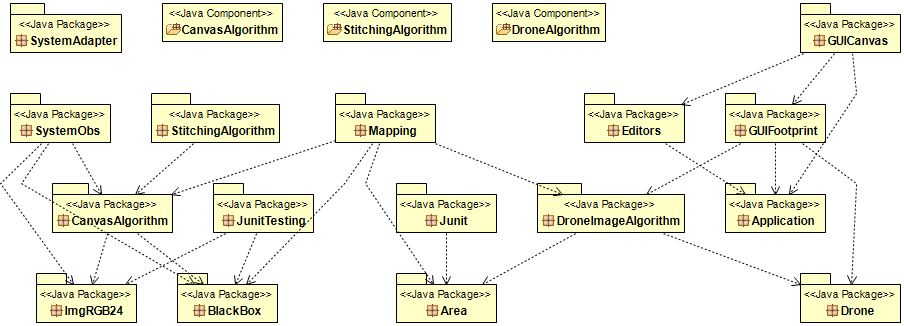 <<Java Package>>
SystemAdapter
<<Java Component>>
CanvasAlgorithm
<<Java Component>>
StitchingAlgorithm
<<Java Component>>
DroneAlgorithm
<<Java Package>>
GUICanvas
<<Java Package>>
SystemObs
<<Java Package>>
StitchingAlgorithm
<<Java Package>>
Mapping
<<Java Package>>
Editors
<<Java Package>>
GUIFootprint
<<Java Package>>
CanvasAlgorithm
<<Java Package>>
JunitTesting
<<Java Package>>
Junit
<<Java Package>>
DroneImageAlgorithm
<<Java Package>>
Application
<<Java Package>>
ImgRGB24
<<Java Package>>
BlackBox
<<Java Package>>
Area
<<Java Package>>
Drone